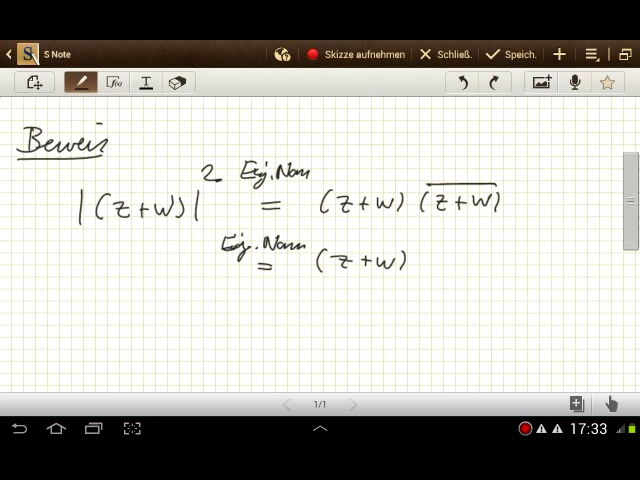 S Note
Skizze aufnehmen
Schließ.
Speich.
f(x)
T
Beweis
|(z+w)|² Eig. Norm = (z+w) (z̅+̅w̅)
Eig. Norm = (z+w)
1/1
17:33